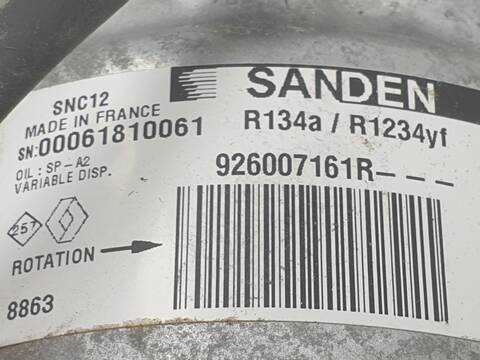 SANDEN
SNC12
MADE IN FRANCE
SN:00061810061
R134a / R1234yf
OIL : SP-A2
VARIABLE DISP.
926007161R---
257
ROTATION
8863